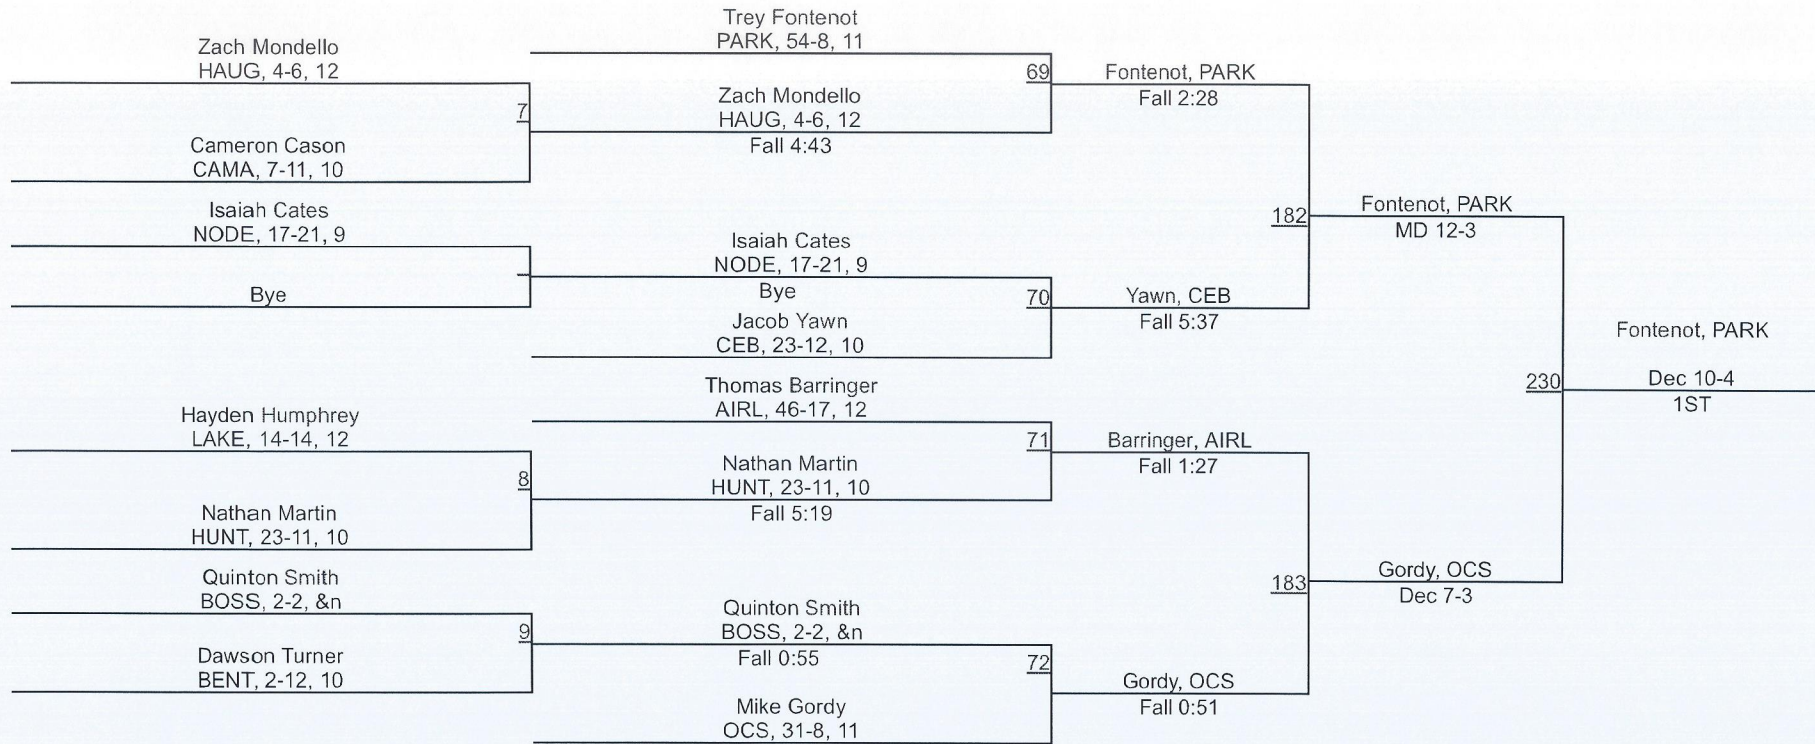 Zach Mondello
HAUG, 4-6, 12
7
Cameron Cason
CAMA, 7-11, 10
Isaiah Cates
NODE, 17-21, 9
Bye
Hayden Humphrey
LAKE, 14-14, 12
8
Nathan Martin
HUNT, 23-11, 10
Quinton Smith
BOSS, 2-2, &n
9
Dawson Turner
BENT, 2-12, 10
Trey Fontenot
PARK, 54-8, 11
69
Zach Mondello
HAUG, 4-6, 12
Fall 4:43
Isaiah Cates
NODE, 17-21, 9
Bye
70
Jacob Yawn
CEB, 23-12, 10
Thomas Barringer
AIRL, 46-17, 12
71
Nathan Martin
HUNT, 23-11, 10
Fall 5:19
Quinton Smith
BOSS, 2-2, &n
Fall 0:55
72
Mike Gordy
OCS, 31-8, 11
Fontenot, PARK
Fall 2:28
182
Yawn, CEB
Fall 5:37
Barringer, AIRL
Fall 1:27
183
Gordy, OCS
Fall 0:51
Fontenot, PARK
MD 12-3
230
Gordy, OCS
Dec 7-3
Fontenot, PARK
Dec 10-4
1ST